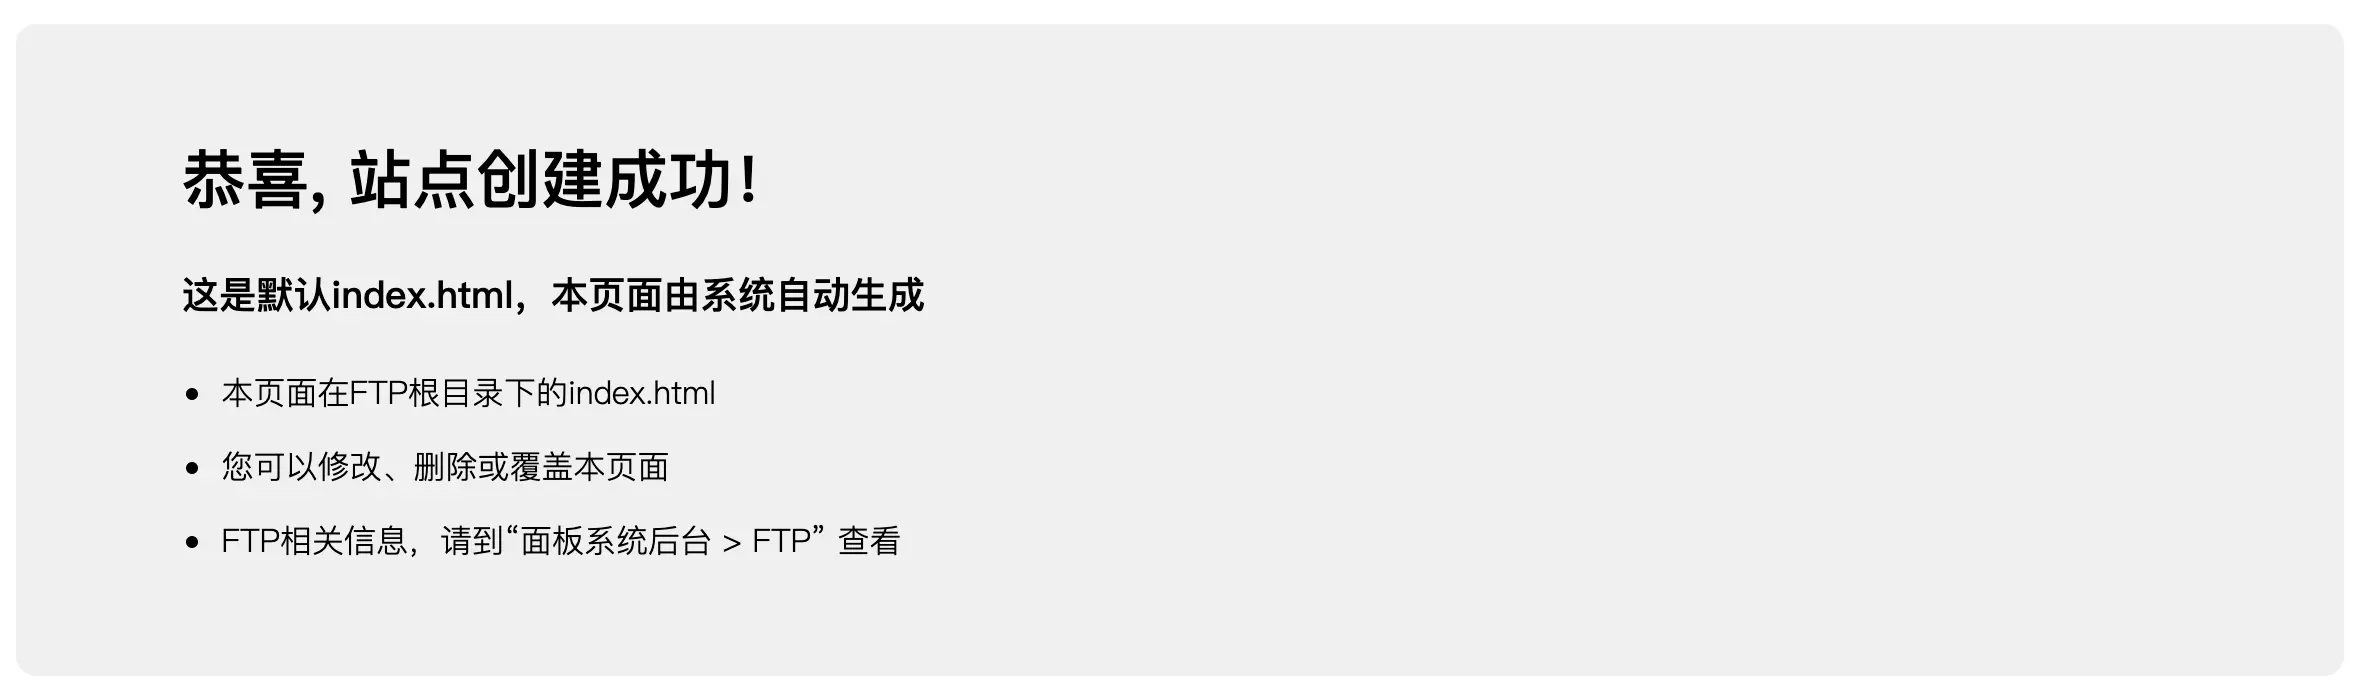 恭喜, 站点创建成功！
这是默认index.html，本页面由系统自动生成
本页面在FTP根目录下的index.html
您可以修改、删除或覆盖本页面
FTP相关信息，请到“面板系统后台 > FTP” 查看